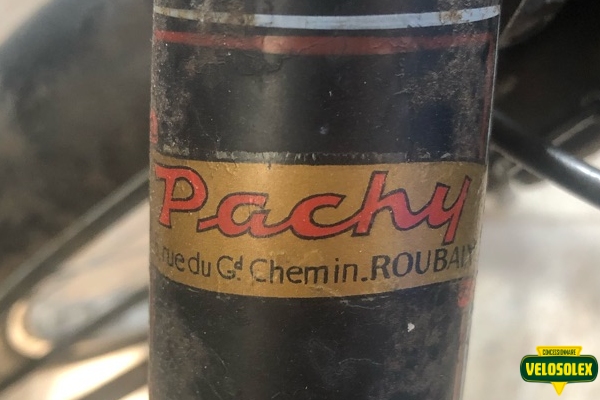 Pachy
rue du Gd Chemin. ROUBAIX
CONCESSIONNAIRE
VELOSOLEX